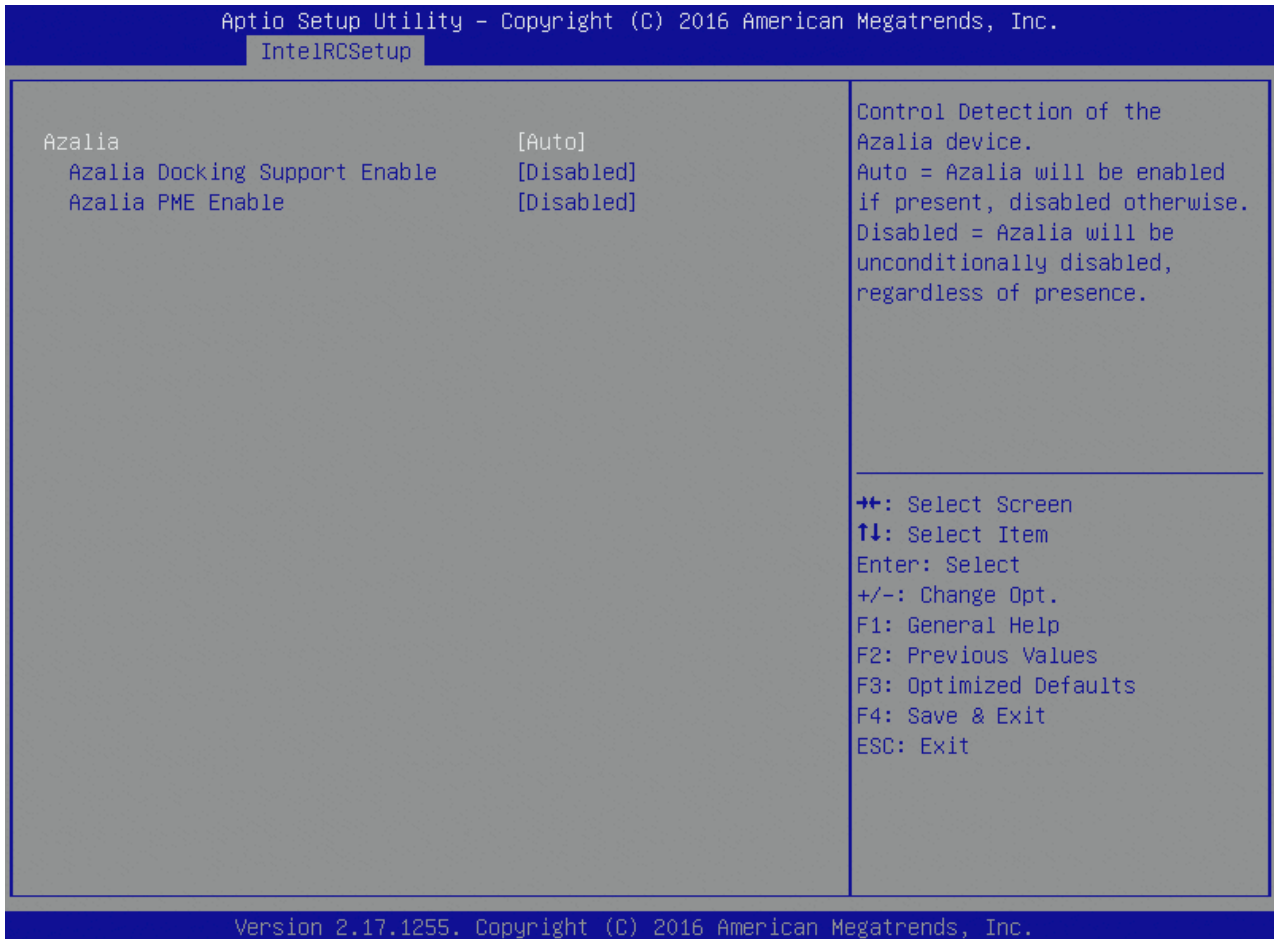 Aptio Setup Utility – Copyright (C) 2016 American Megatrends, Inc.
IntelRCSetup
Azalia [Auto]
Azalia Docking Support Enable [Disabled]
Azalia PME Enable [Disabled]
Control Detection of the
Azalia device.
Auto = Azalia will be enabled
if present, disabled otherwise.
Disabled = Azalia will be
unconditionally disabled,
regardless of presence.
→←: Select Screen
↑↓: Select Item
Enter: Select
+/-: Change Opt.
F1: General Help
F2: Previous Values
F3: Optimized Defaults
F4: Save & Exit
ESC: Exit
Version 2.17.1255. Copyright (C) 2016 American Megatrends, Inc.